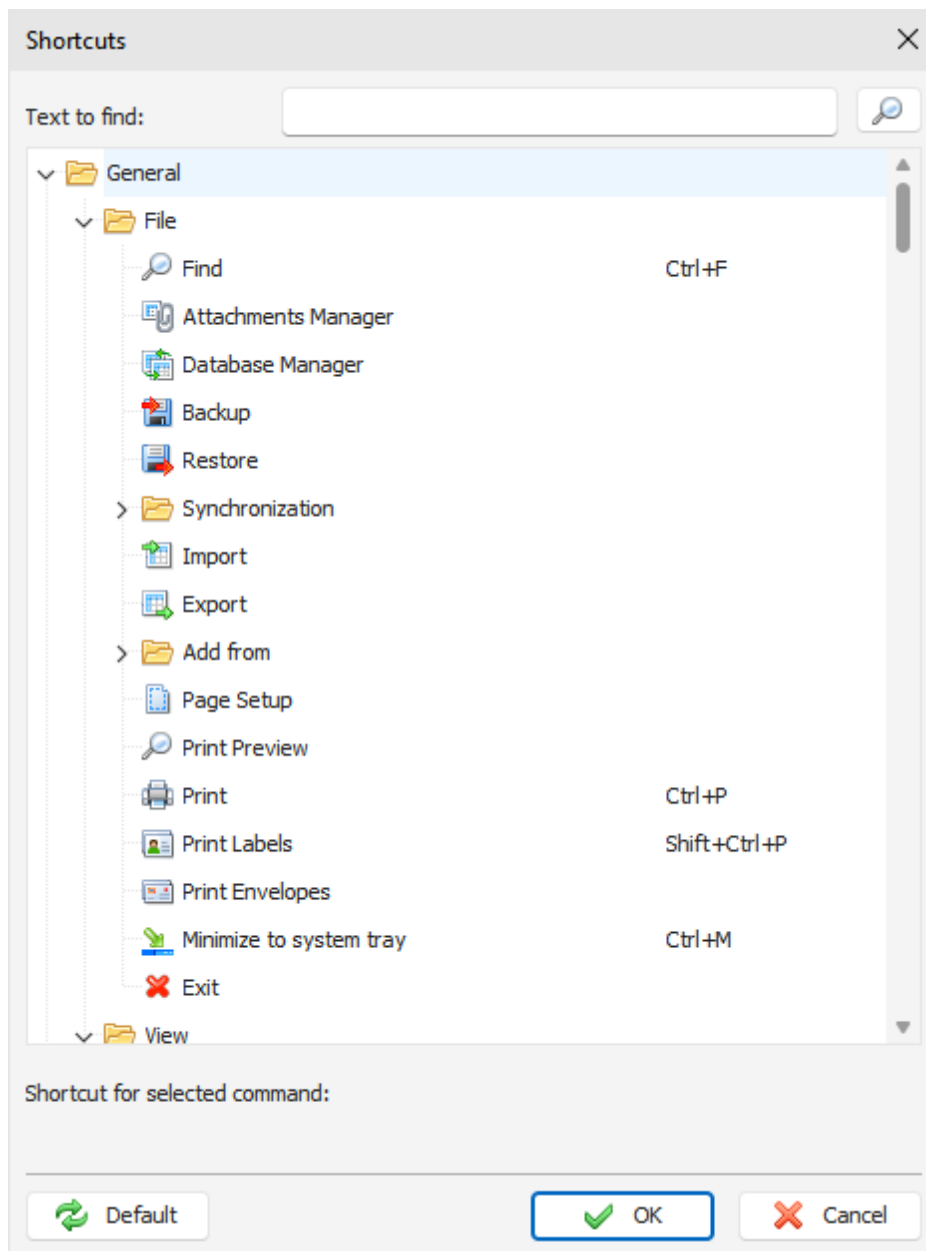 Shortcuts
Text to find:
General
File
Find Ctrl+F
Attachments Manager
Database Manager
Backup
Restore
Synchronization
Import
Export
Add from
Page Setup
Print Preview
Print Ctrl+P
Print Labels Shift+Ctrl+P
Print Envelopes
Minimize to system tray Ctrl+M
Exit
View
Shortcut for selected command:
Default OK Cancel